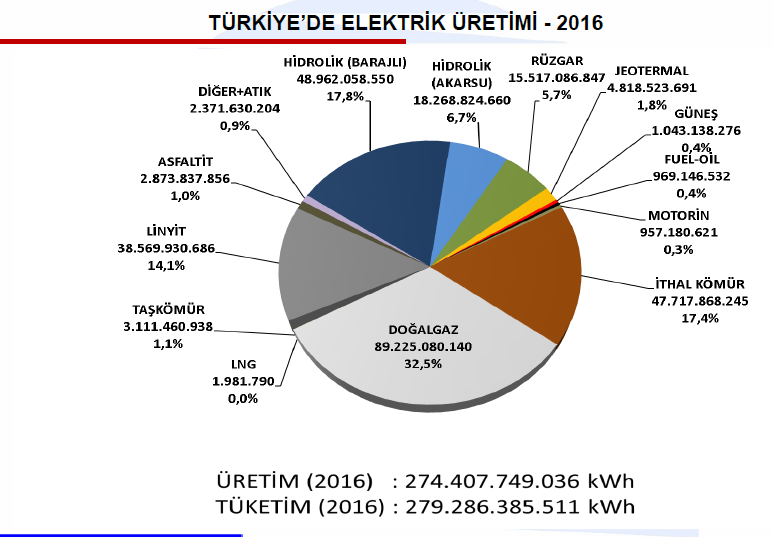 TÜRKİYE'DE ELEKTRİK ÜRETİMİ - 2016
HİDROLİK (BARAJLI)
48.962.058.550
17,8%
HİDROLİK
(AKARSU)
18.268.824.660
6,7%
RÜZGAR
15.517.086.847
5,7%
JEOTERMAL
4.818.523.691
1,8%
GÜNEŞ
1.043.138.276
0,4%
FUEL-OİL
969.146.532
0,4%
MOTORİN
957.180.621
0,3%
İTHAL KÖMÜR
47.717.868.245
17,4%
DOĞALGAZ
89.225.080.140
32,5%
LNG
1.981.790
0,0%
TAŞKÖMÜR
3.111.460.938
1,1%
LİNYİT
38.569.930.686
14,1%
ASFALTİT
2.873.837.856
1,0%
DİĞER+ATIK
2.371.630.204
0,9%
ÜRETİM (2016) : 274.407.749.036 kWh
TÜKETİM (2016) : 279.286.385.511 kWh